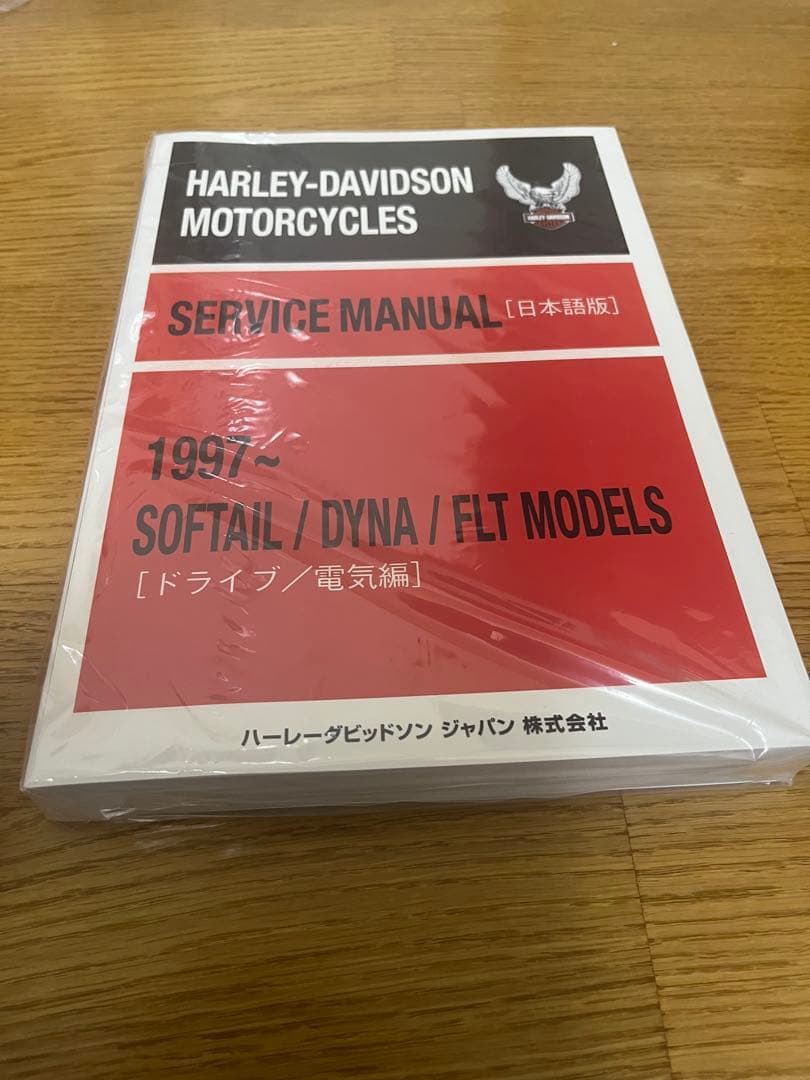 HARLEY-DAVIDSON
MOTORCYCLES
HARLEY-DAVIDSON
SERVICE MANUAL [日本語版]
1997~
SOFTAIL / DYNA / FLT MODELS
[ドライブ／電気編]
ハーレーダビッドソン ジャパン 株式会社